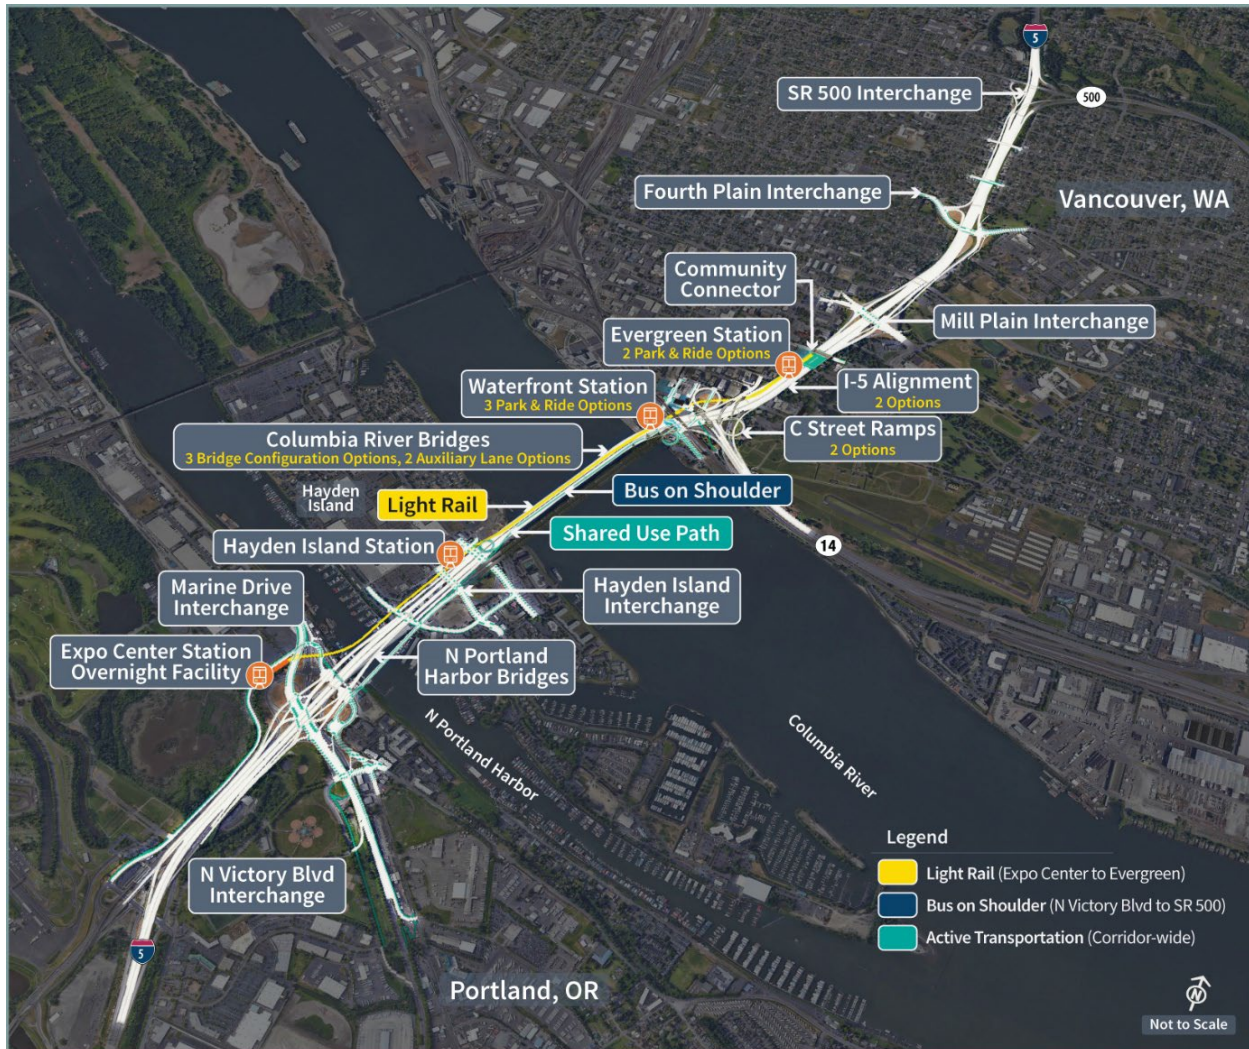 5
SR 500 Interchange
500
Fourth Plain Interchange
Vancouver, WA
Community
Connector
Mill Plain Interchange
Evergreen Station
2 Park & Ride Options
I-5 Alignment
2 Options
Waterfront Station
3 Park & Ride Options
C Street Ramps
2 Options
Columbia River Bridges
3 Bridge Configuration Options, 2 Auxiliary Lane Options
Bus on Shoulder
Hayden
Island
Light Rail
Shared Use Path
14
Hayden Island Station
Marine Drive
Interchange
Hayden Island
Interchange
Expo Center Station
Overnight Facility
N Portland
Harbor Bridges
N Portland Harbor
Columbia River
N Victory Blvd
Interchange
5
Portland, OR
Legend
Light Rail (Expo Center to Evergreen)
Bus on Shoulder (N Victory Blvd to SR 500)
Active Transportation (Corridor-wide)
N
Not to Scale